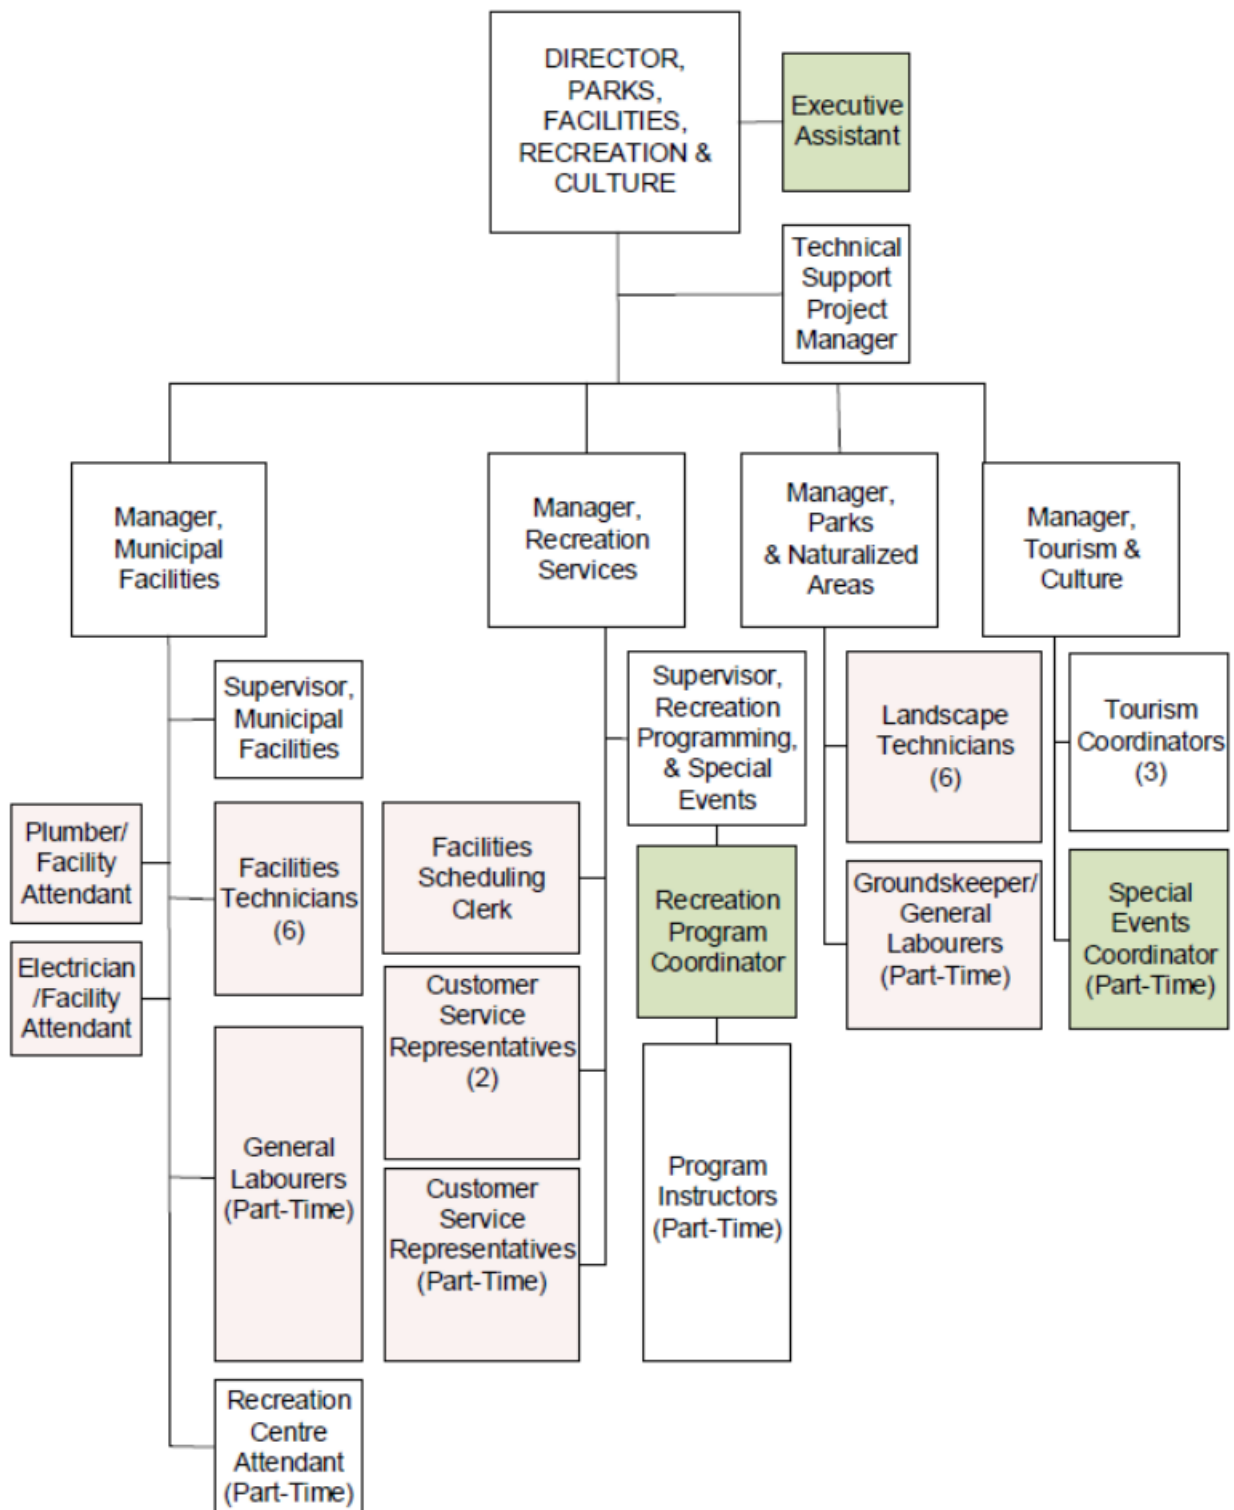 DIRECTOR,
PARKS,
FACILITIES,
RECREATION &
CULTURE
Executive
Assistant
Technical
Support
Project
Manager
Manager,
Municipal
Facilities
Manager,
Recreation
Services
Manager,
Parks
& Naturalized
Areas
Manager,
Tourism &
Culture
Supervisor,
Municipal
Facilities
Plumber/
Facility
Attendant
Facilities
Technicians
(6)
Electrician
/Facility
Attendant
General
Labourers
(Part-Time)
Recreation
Centre
Attendant
(Part-Time)
Supervisor,
Recreation
Programming,
& Special
Events
Facilities
Scheduling
Clerk
Recreation
Program
Coordinator
Customer
Service
Representatives
(2)
Customer
Service
Representatives
(Part-Time)
Program
Instructors
(Part-Time)
Landscape
Technicians
(6)
Groundskeeper/
General
Labourers
(Part-Time)
Tourism
Coordinators
(3)
Special
Events
Coordinator
(Part-Time)